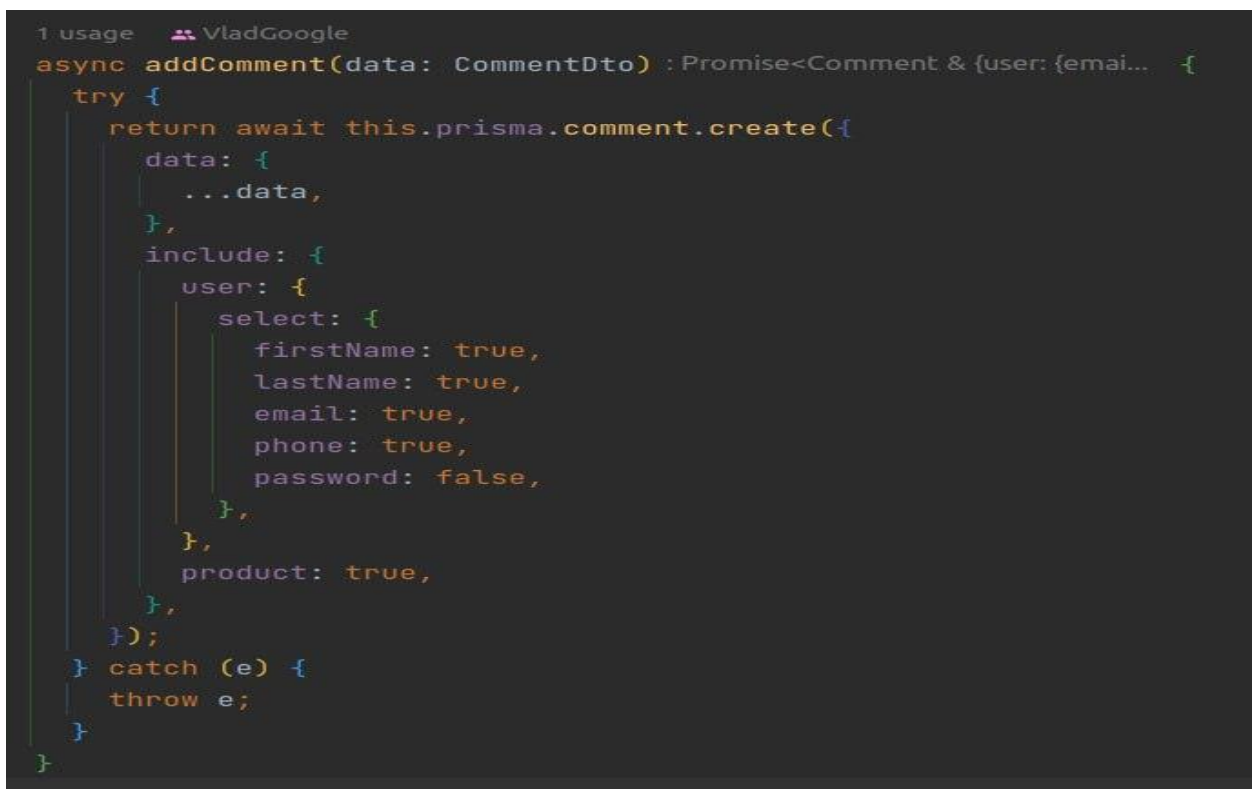 1 usage VladGoogle
async addComment(data: CommentDto) : Promise<Comment & {user: {emai... {
try {
return await this.prisma.comment.create({
data: {
...data,
},
include: {
user: {
select: {
firstName: true,
lastName: true,
email: true,
phone: true,
password: false,
},
},
product: true,
},
});
} catch (e) {
throw e;
}
}